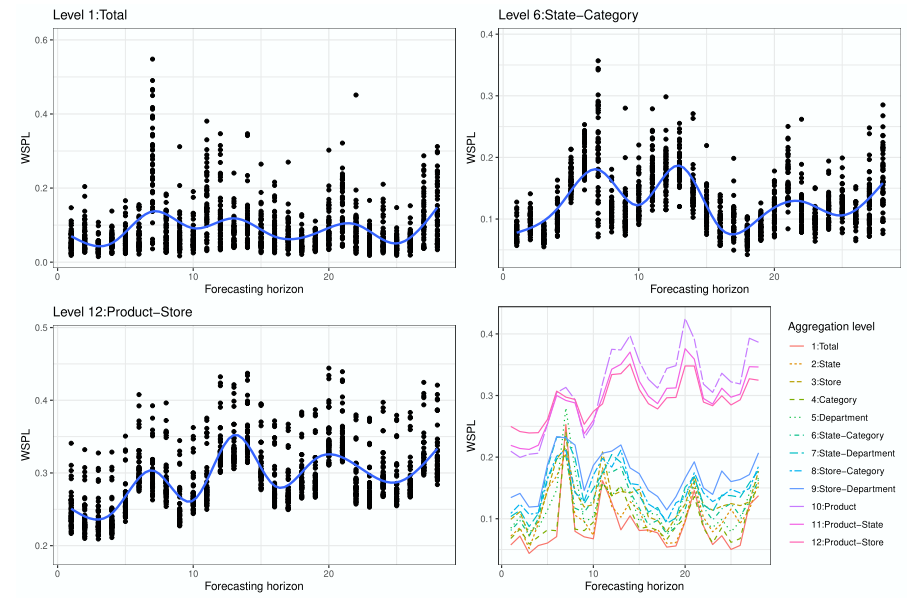 Level 1:Total
0.6
0.4
0.2
0.0
WSPL
0
10
20
Forecasting horizon
Level 6:State−Category
0.4
0.3
0.2
0.1
WSPL
0
10
20
Forecasting horizon
Level 12:Product−Store
0.5
0.4
0.3
0.2
WSPL
0
10
20
Forecasting horizon
0.4
0.3
0.2
0.1
WSPL
0
10
20
Forecasting horizon
Aggregation level
1:Total
2:State
3:Store
4:Category
5:Department
6:State−Category
7:State−Department
8:Store−Category
9:Store−Department
10:Product
11:Product−State
12:Product−Store